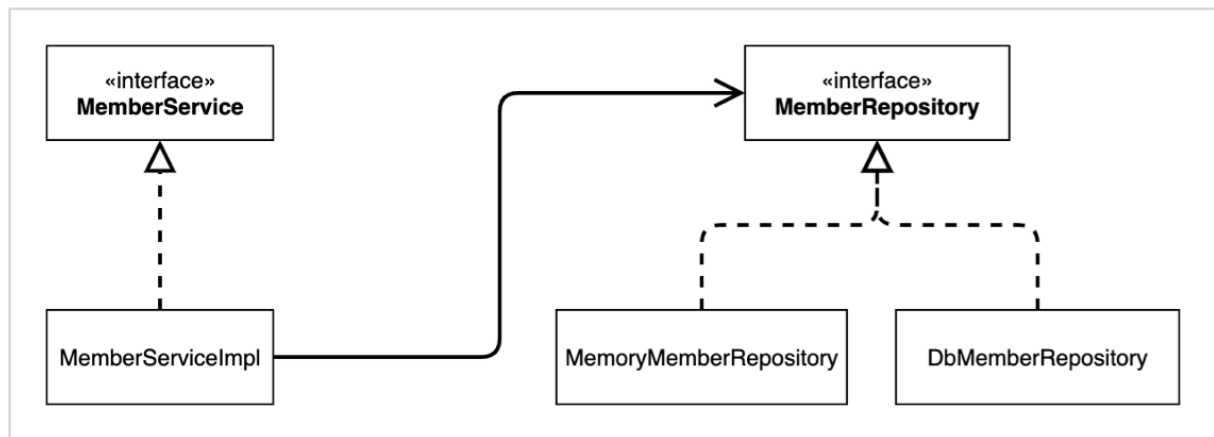 «interface»
MemberService
«interface»
MemberRepository
MemberServiceImpl
MemoryMemberRepository
DbMemberRepository